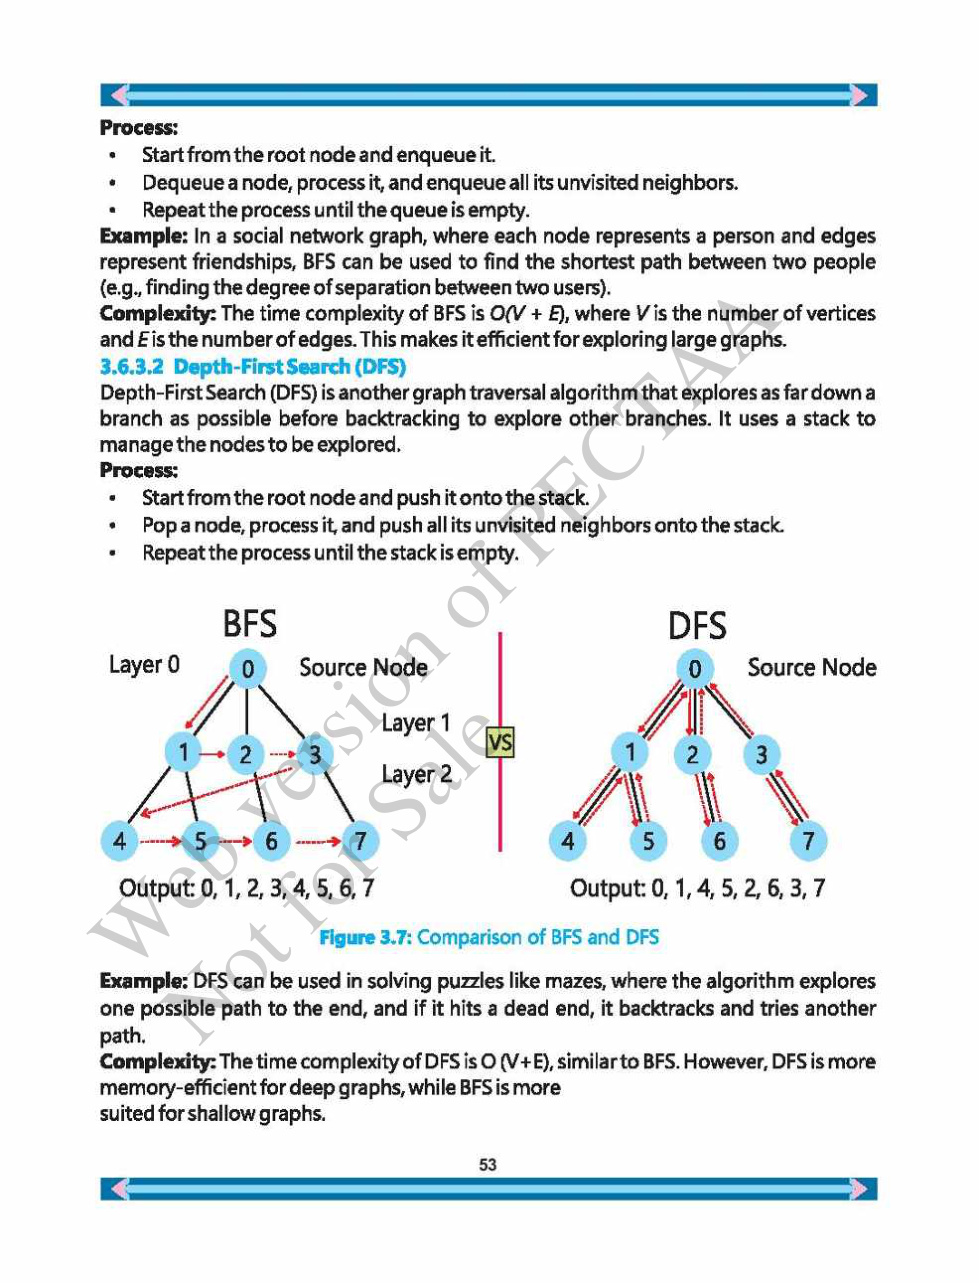 Process:
• Start from the root node and enqueue it.
• Dequeue a node, process it, and enqueue all its unvisited neighbors.
• Repeat the process until the queue is empty.
Example: In a social network graph, where each node represents a person and edges
represent friendships, BFS can be used to find the shortest path between two people
(e.g., finding the degree of separation between two users).
Complexity: The time complexity of BFS is O(V + E), where V is the number of vertices
and E is the number of edges. This makes it efficient for exploring large graphs.
3.6.3.2 Depth-First Search (DFS)
Depth-First Search (DFS) is another graph traversal algorithm that explores as far down a
branch as possible before backtracking to explore other branches. It uses a stack to
manage the nodes to be explored.
Process:
• Start from the root node and push it onto the stack.
• Pop a node, process it, and push all its unvisited neighbors onto the stack.
• Repeat the process until the stack is empty.
BFS
Layer 0 0 Source Node
Layer 1
1 2 3
Layer 2
4 5 6 7
Output: 0, 1, 2, 3, 4, 5, 6, 7
VS
DFS
0 Source Node
1 2 3
4 5 6 7
Output: 0, 1, 4, 5, 2, 6, 3, 7
Figure 3.7: Comparison of BFS and DFS
Example: DFS can be used in solving puzzles like mazes, where the algorithm explores
one possible path to the end, and if it hits a dead end, it backtracks and tries another
path.
Complexity: The time complexity of DFS is O (V+E), similar to BFS. However, DFS is more
memory-efficient for deep graphs, while BFS is more
suited for shallow graphs.
53
Web version of PECTAA
Not for Sale